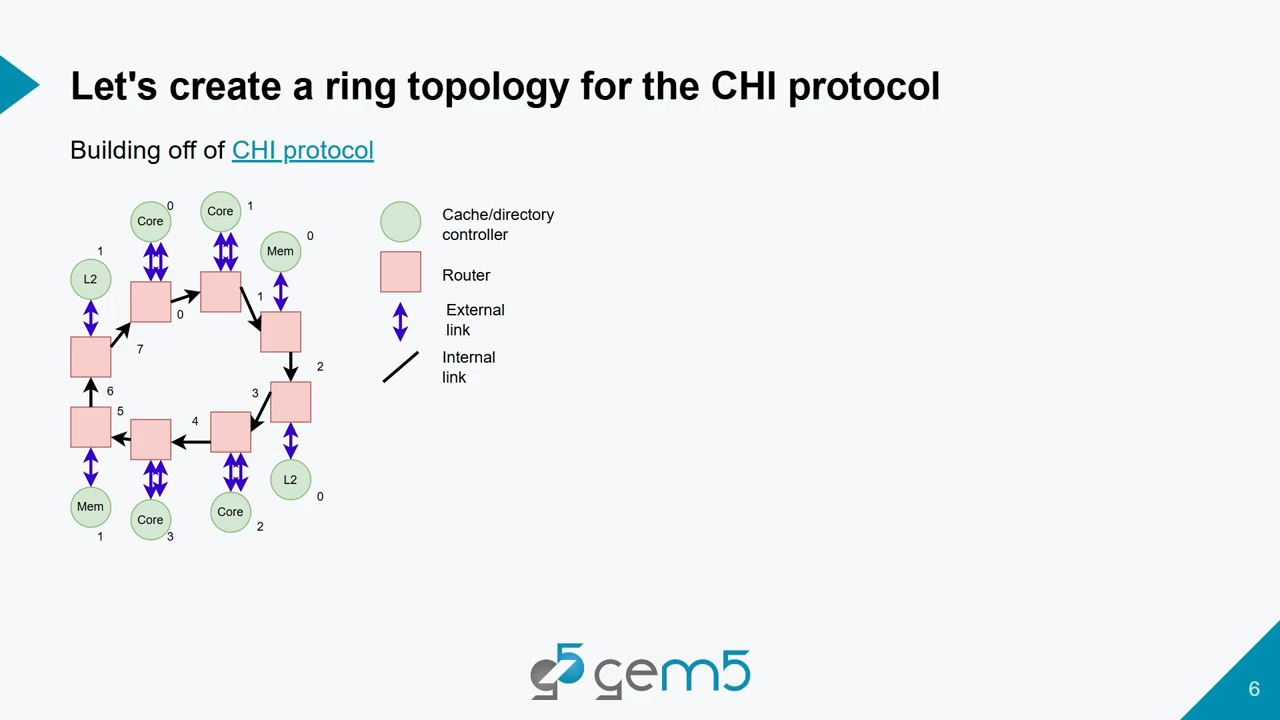 Let's create a ring topology for the CHI protocol
Building off of CHI protocol
Core 0
Core 1
Mem 0
L2 1
0
1
7
2
6
3
5
4
L2 0
Mem 1
Core 3
Core 2
Cache/directory
controller
Router
External
link
Internal
link
g5 gem5
6